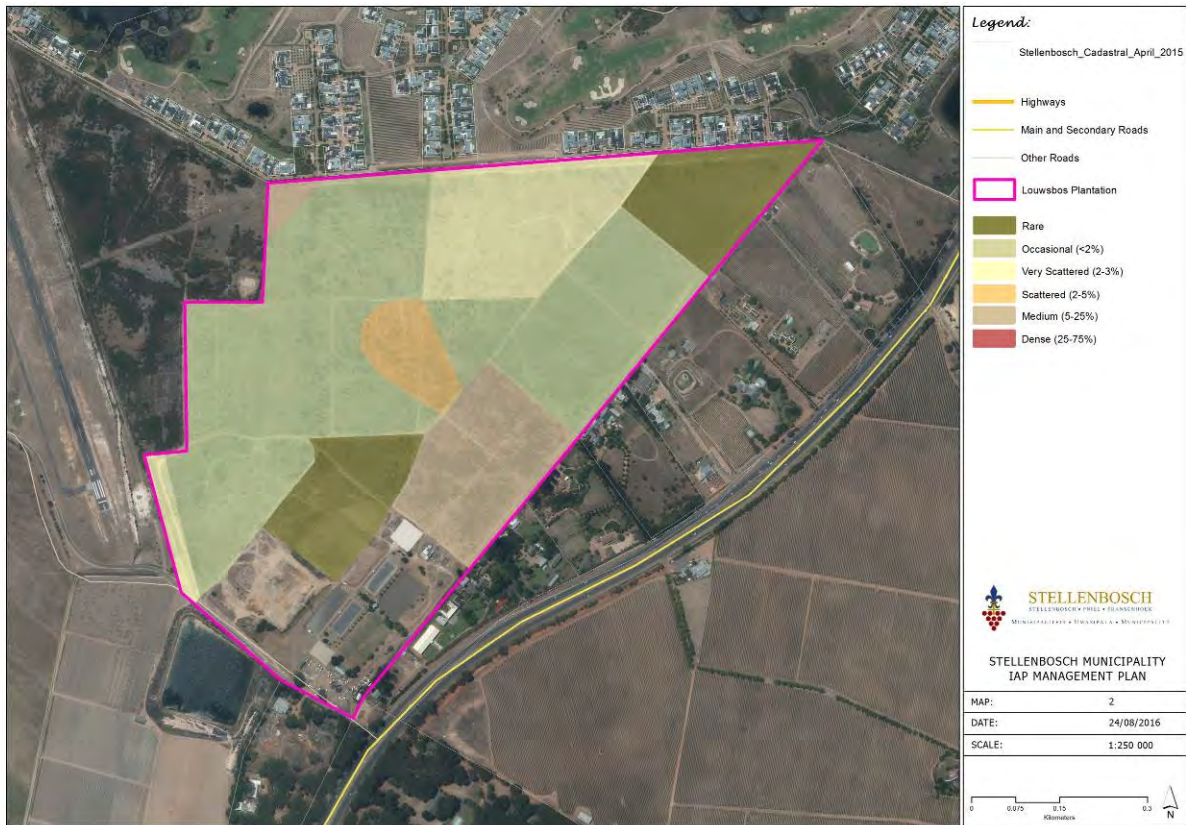 Legend:
Stellenbosch_Cadastral_April_2015
Highways
Main and Secondary Roads
Other Roads
Louwsbos Plantation
Rare
Occasional (<2%)
Very Scattered (2-3%)
Scattered (2-5%)
Medium (5-25%)
Dense (25-75%)
STELLENBOSCH
STELLENBOSCH • PNIEL • FRANSCHHOEK
MUNISIPALITEIT • UMASIPALA • MUNICIPALITY
STELLENBOSCH MUNICIPALITY
IAP MANAGEMENT PLAN
MAP: 2
DATE: 24/08/2016
SCALE: 1:250 000
0 0.075 0.15 0.3
Kilometers
N